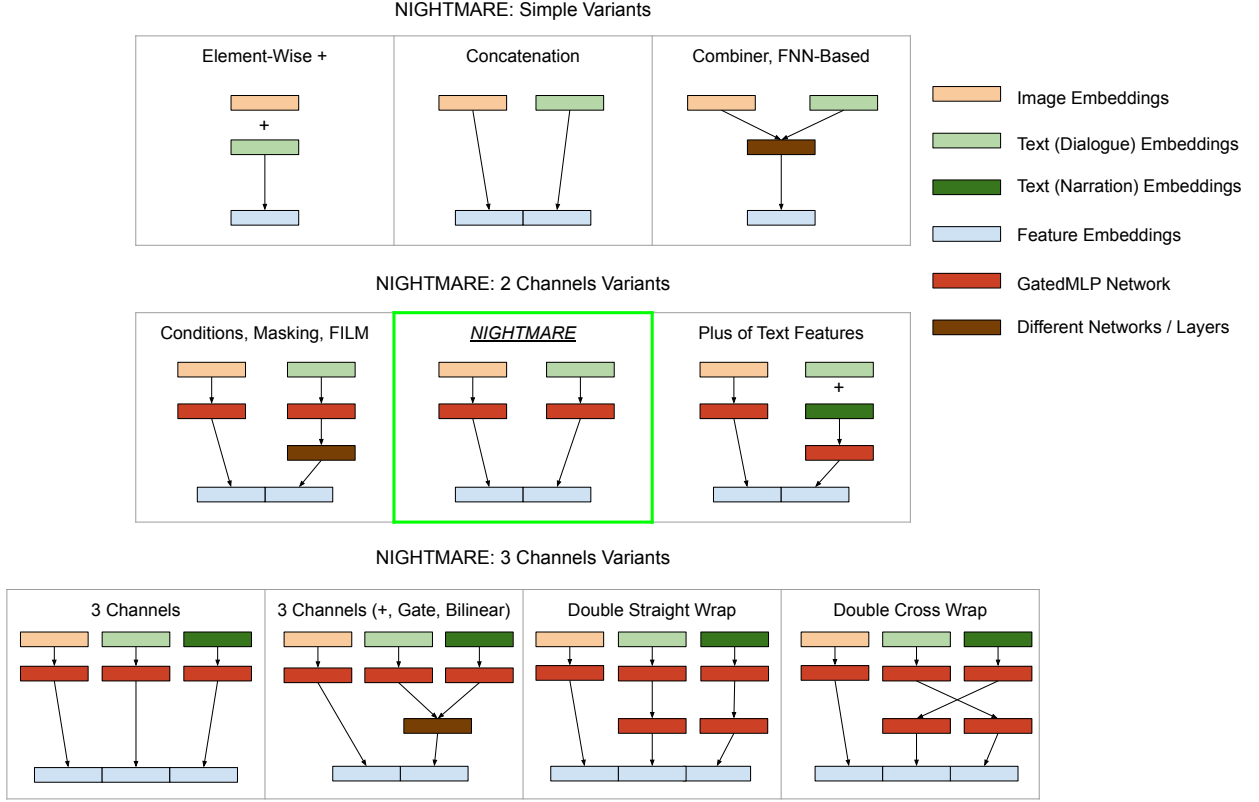 NIGHTMARE: Simple Variants
Element-Wise +
Concatenation
Combiner, FNN-Based
+
Image Embeddings
Text (Dialogue) Embeddings
Text (Narration) Embeddings
Feature Embeddings
GatedMLP Network
Different Networks / Layers
NIGHTMARE: 2 Channels Variants
Conditions, Masking, FILM
NIGHTMARE
Plus of Text Features
+
NIGHTMARE: 3 Channels Variants
3 Channels
3 Channels (+, Gate, Bilinear)
Double Straight Wrap
Double Cross Wrap